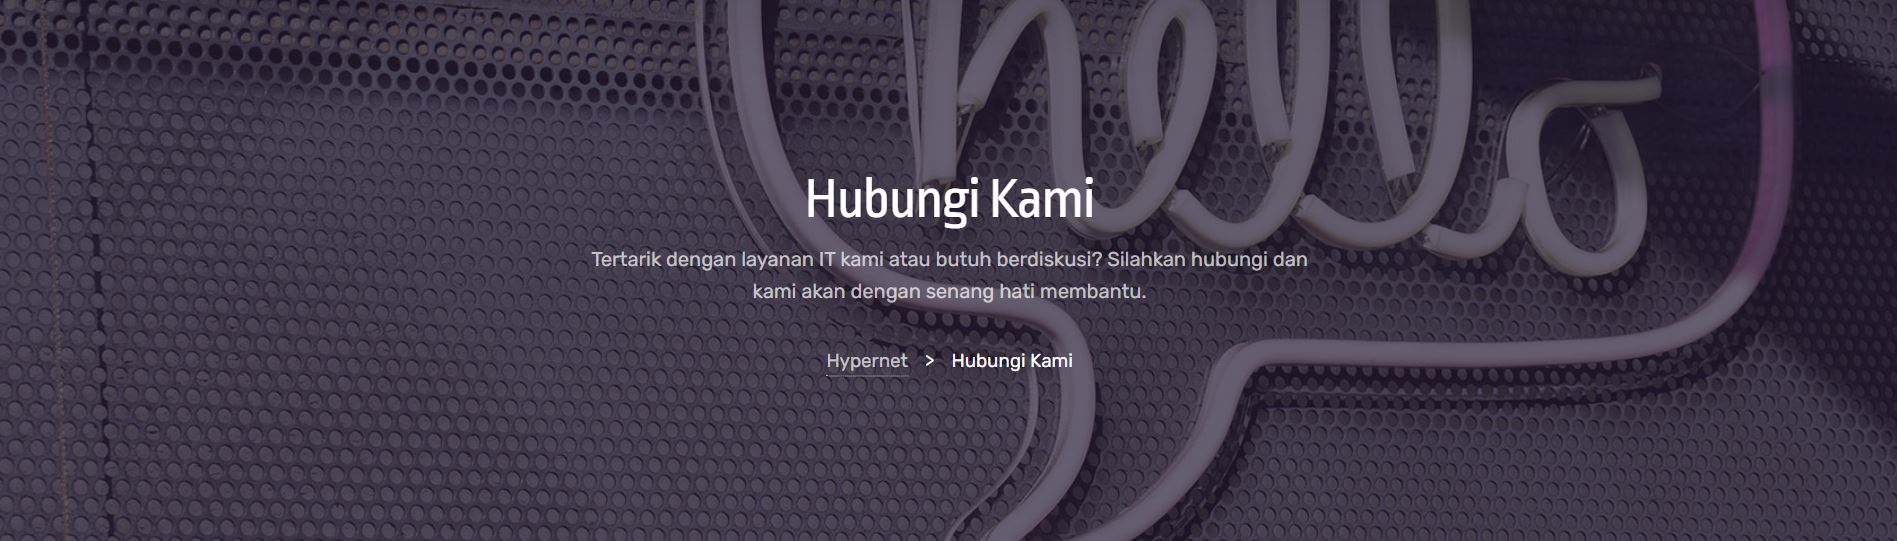 hello
Hubungi Kami
Tertarik dengan layanan IT kami atau butuh berdiskusi? Silahkan hubungi dan
kami akan dengan senang hati membantu.
Hypernet > Hubungi Kami